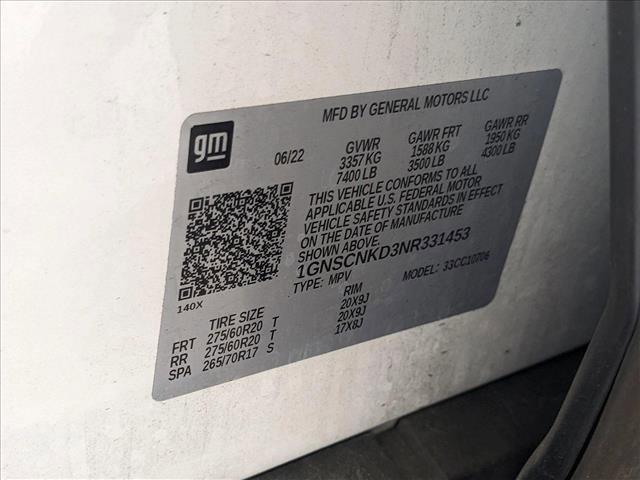 MFD BY GENERAL MOTORS LLC
gm
06/22
GVWR GAWR FRT GAWR RR
3357 KG 1588 KG 1950 KG
7400 LB 3500 LB 4300 LB
THIS VEHICLE CONFORMS TO ALL
APPLICABLE U.S. FEDERAL MOTOR
VEHICLE SAFETY STANDARDS IN EFFECT
ON THE DATE OF MANUFACTURE
SHOWN ABOVE.
1GNSCNKD3NR331453
TYPE: MPV MODEL: 33CC10706
140X
TIRE SIZE RIM
FRT 275/60R20 T 20X9J
RR 275/60R20 T 20X9J
SPA 265/70R17 S 17X8J